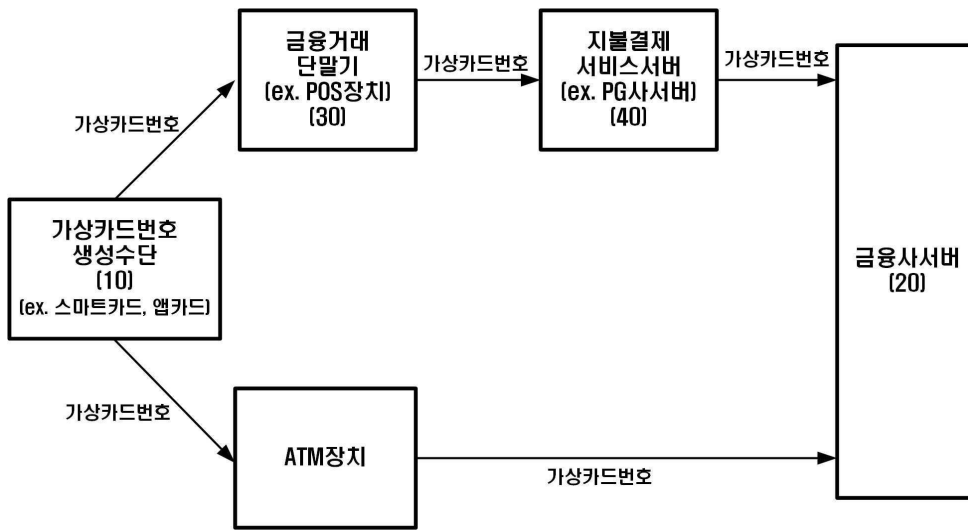 금융거래
단말기
(ex. POS장치)
(30)
가상카드번호
지불결제
서비스서버
(ex. PG사서버)
(40)
가상카드번호
가상카드번호
가상카드번호
생성수단
(10)
(ex. 스마트카드, 앱카드)
금융사서버
(20)
가상카드번호
ATM장치
가상카드번호